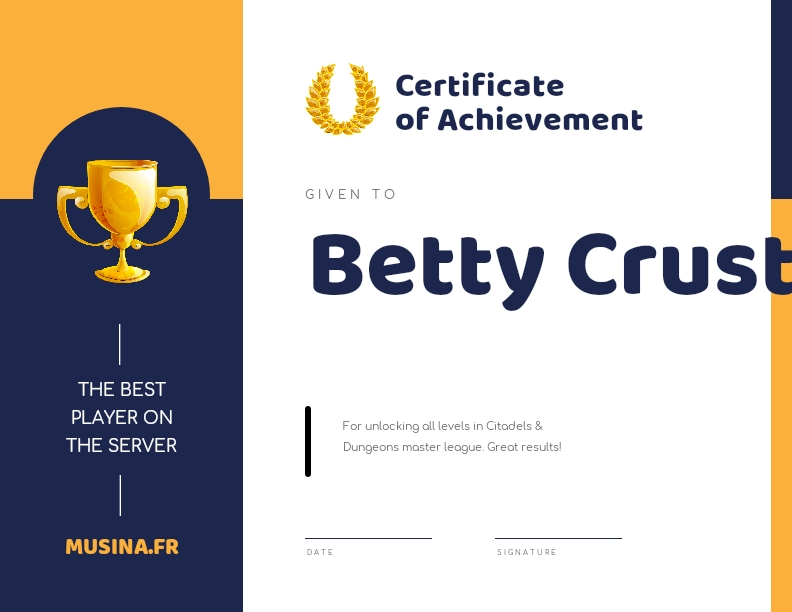 Certificate
of Achievement
GIVEN TO
Betty Crust
THE BEST
PLAYER ON
THE SERVER
MUSINA.FR
For unlocking all levels in Citadels &
Dungeons master league. Great results!
DATE
SIGNATURE